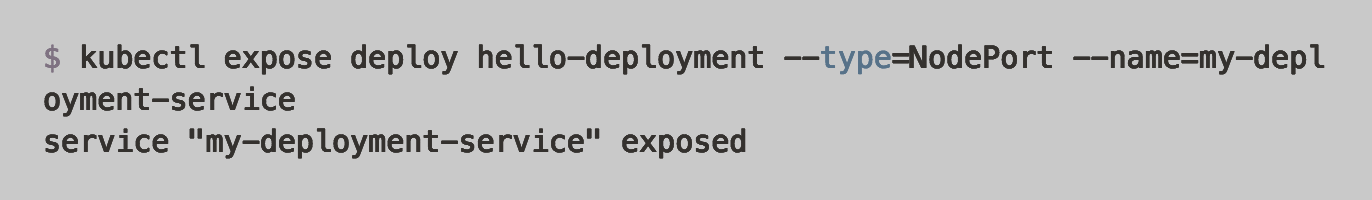 $ kubectl expose deploy hello-deployment --type=NodePort --name=my-depl
oyment-service
service "my-deployment-service" exposed